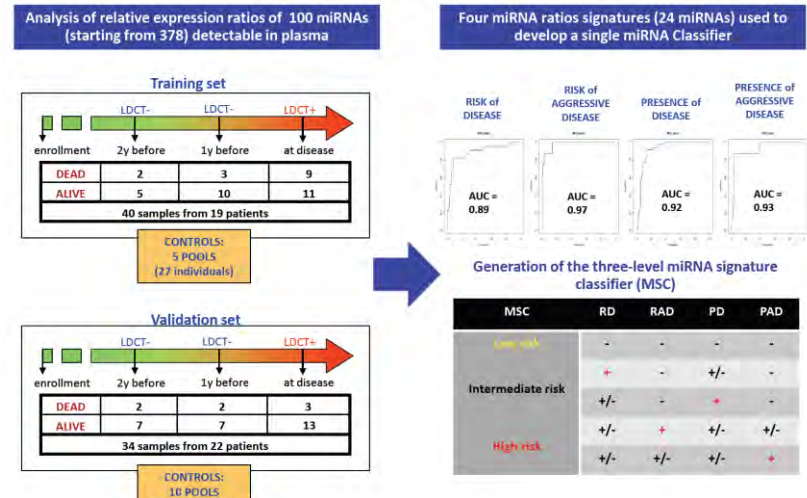 Analysis of relative expression ratios of 100 miRNAs
(starting from 378) detectable in plasma
Training set
LDCT- LDCT- LDCT+
enrollment 2y before 1y before at disease
DEAD 2 3 9
ALIVE 5 10 11
40 samples from 19 patients
CONTROLS:
5 POOLS
(27 individuals)
Validation set
LDCT- LDCT- LDCT+
enrollment 2y before 1y before at disease
DEAD 2 2 3
ALIVE 7 7 13
34 samples from 22 patients
CONTROLS:
10 POOLS
Four miRNA ratios signatures (24 miRNAs) used to
develop a single miRNA Classifier
RISK of
DISEASE
RISK of
AGGRESSIVE
DISEASE
PRESENCE of
DISEASE
PRESENCE of
AGGRESSIVE
DISEASE
AUC =
0.89
AUC =
0.97
AUC =
0.92
AUC =
0.93
Generation of the three-level miRNA signature
classifier (MSC)
MSC RD RAD PD PAD
Low risk - - - -
+ - +/- -
Intermediate risk
+/- - + -
+/- + +/- +/-
High risk
+/- +/- +/- +